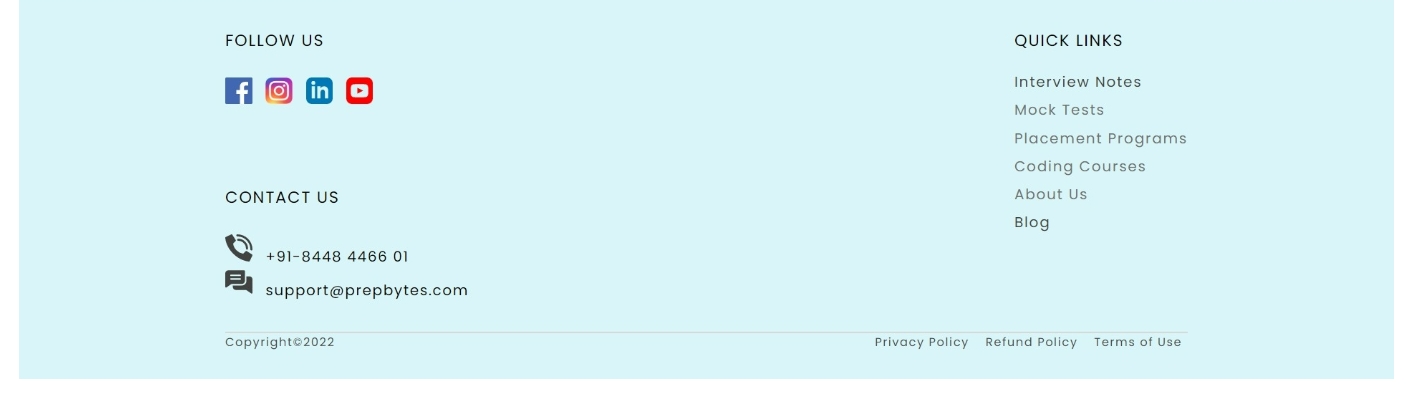 FOLLOW US
CONTACT US
+91-8448 4466 01
support@prepbytes.com
QUICK LINKS
Interview Notes
Mock Tests
Placement Programs
Coding Courses
About Us
Blog
Copyright©2022
Privacy Policy Refund Policy Terms of Use